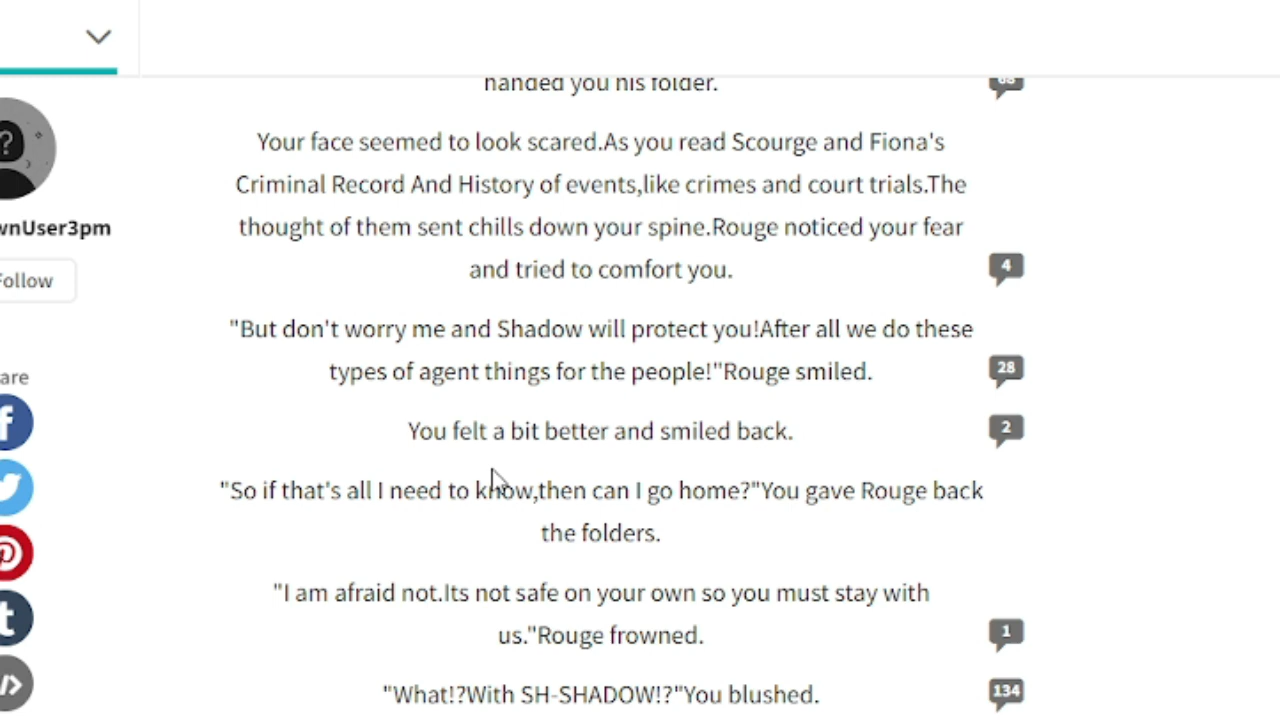 handed you his folder.
65
Your face seemed to look scared.As you read Scourge and Fiona's
Criminal Record And History of events,like crimes and court trials.The
thought of them sent chills down your spine.Rouge noticed your fear
and tried to comfort you.
4
"But don't worry me and Shadow will protect you!After all we do these
types of agent things for the people!"Rouge smiled.
28
You felt a bit better and smiled back.
2
"So if that's all I need to know,then can I go home?"You gave Rouge back
the folders.
"I am afraid not.Its not safe on your own so you must stay with
us."Rouge frowned.
1
"What!?With SH-SHADOW!?"You blushed.
134
wnUser3pm
Follow
are